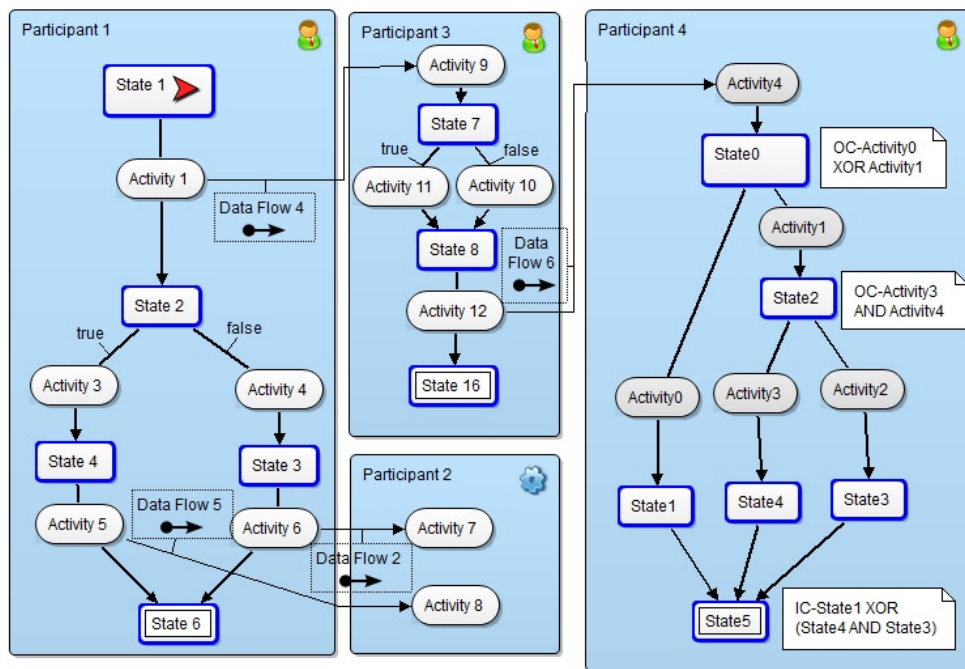 Participant 1
State 1
Activity 1
Data Flow 4
State 2
true
false
Activity 3
Activity 4
State 4
State 3
Data Flow 5
Activity 5
Activity 6
State 6
Participant 3
Activity 9
State 7
true
false
Activity 11
Activity 10
State 8
Data
Flow 6
Activity 12
State 16
Participant 2
Activity 7
Data Flow 2
Activity 8
Participant 4
Activity4
State0
OC-Activity0
XOR Activity1
Activity1
State2
OC-Activity3
AND Activity4
Activity0
Activity3
Activity2
State1
State4
State3
State5
IC-State1 XOR
(State4 AND State3)